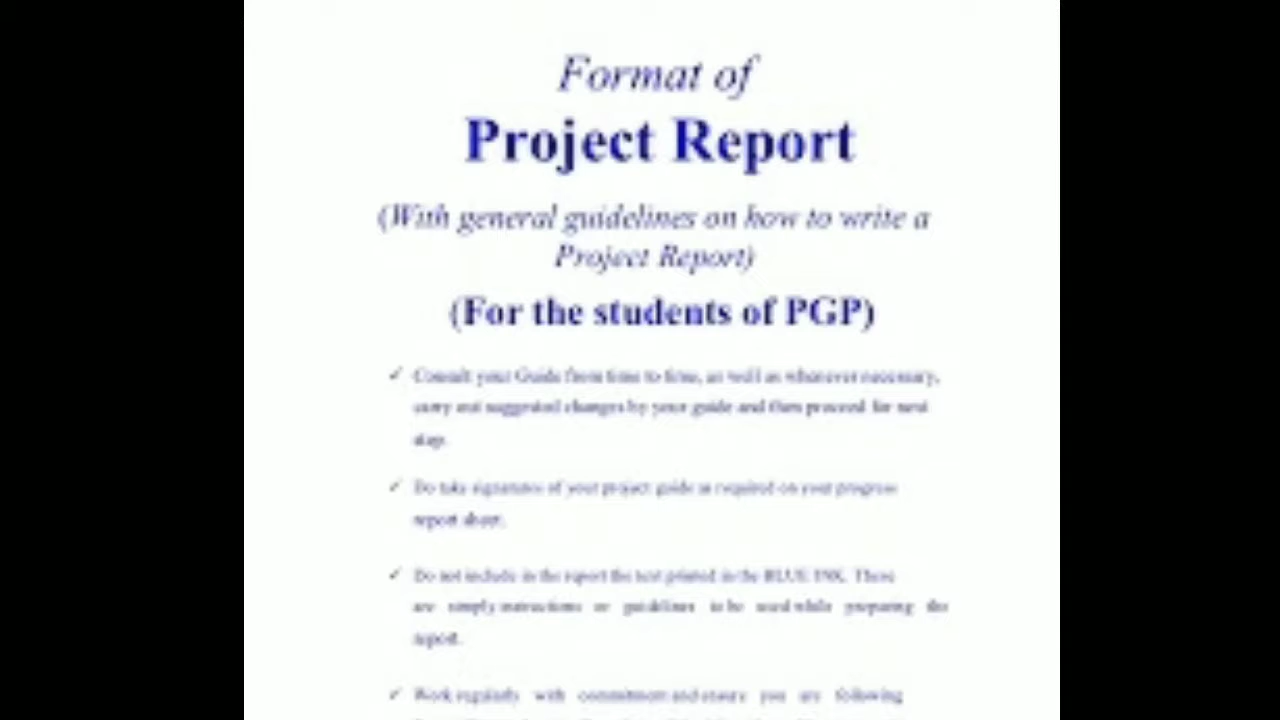 Format of
Project Report
(With general guidelines on how to write a
Project Report)
(For the students of PGP)
✓ Consult your Guide from time to time, as well as whenever necessary,
carry out suggested changes by your guide and then proceed for next
step.
✓ Do take signatures of your project guide as required on your progress
report sheet.
✓ Do not include in the report the text printed in the BLUE INK. These
are simply instructions or guidelines to be used while preparing the
report.
✓ Work regularly with commitment and ensure you are following